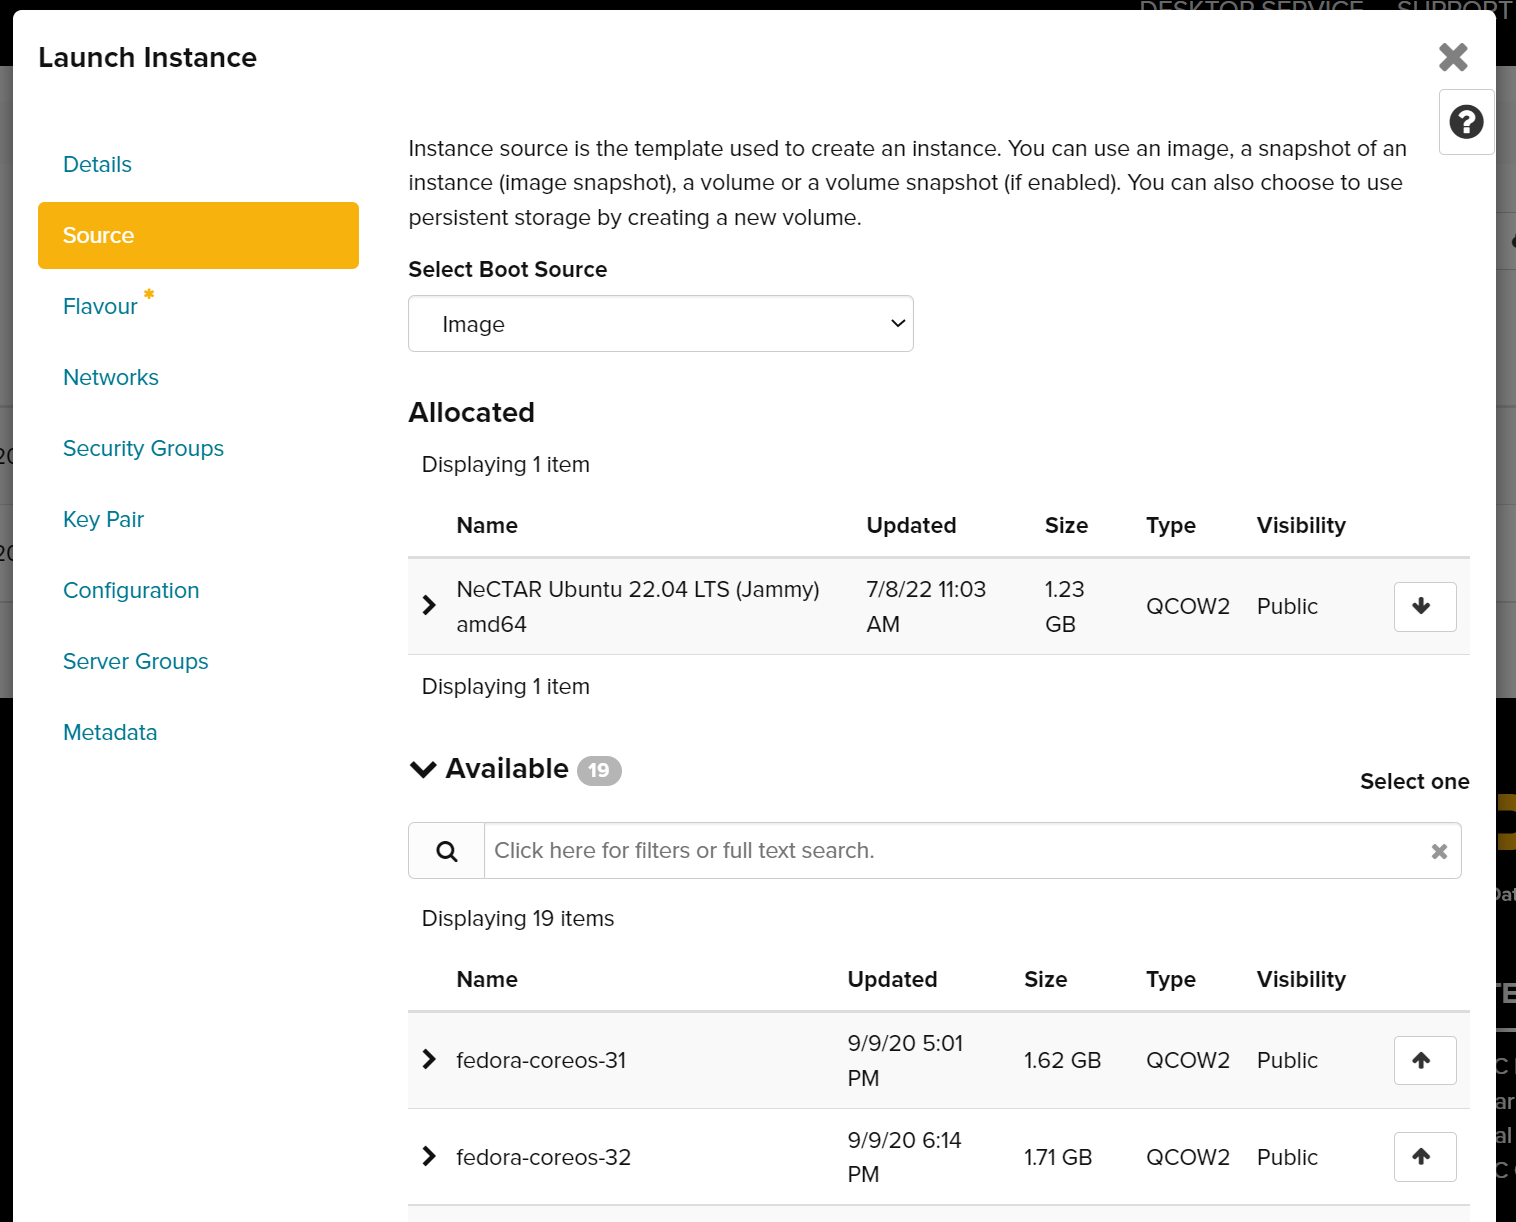 DESKTOP SERVICE SUPPORT
Launch Instance
Details
Source
Flavour *
Networks
Security Groups
Key Pair
Configuration
Server Groups
Metadata
Instance source is the template used to create an instance. You can use an image, a snapshot of an
instance (image snapshot), a volume or a volume snapshot (if enabled). You can also choose to use
persistent storage by creating a new volume.
Select Boot Source
Image
Allocated
Displaying 1 item
Name Updated Size Type Visibility
NeCTAR Ubuntu 22.04 LTS (Jammy) 7/8/22 11:03 1.23
amd64 AM GB QCOW2 Public
Displaying 1 item
Available 19
Select one
Click here for filters or full text search.
Displaying 19 items
Name Updated Size Type Visibility
fedora-coreos-31 9/9/20 5:01 1.62 GB QCOW2 Public
PM
fedora-coreos-32 9/9/20 6:14 1.71 GB QCOW2 Public
PM